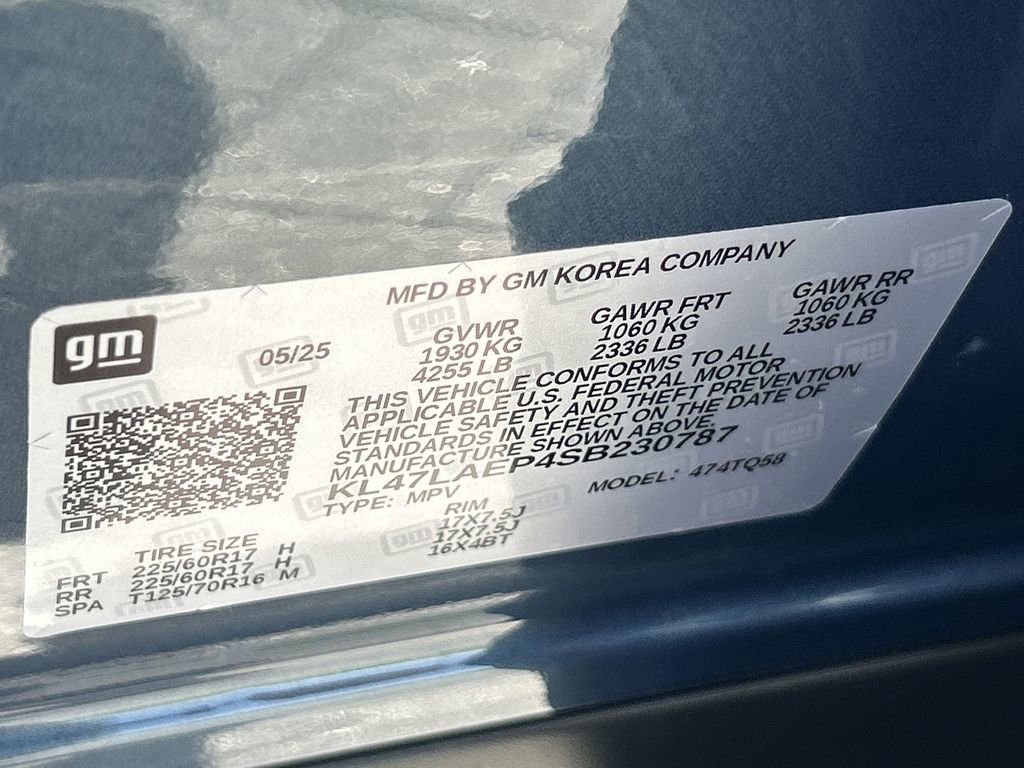 MFD BY GM KOREA COMPANY
gm
05/25
GVWR GAWR FRT GAWR RR
1930 KG 1060 KG 1060 KG
4255 LB 2336 LB 2336 LB
THIS VEHICLE CONFORMS TO ALL
APPLICABLE U.S. FEDERAL MOTOR
VEHICLE SAFETY AND THEFT PREVENTION
STANDARDS IN EFFECT ON THE DATE OF
MANUFACTURE SHOWN ABOVE.
KL47LAEP4SB230787
TYPE: MPV MODEL: 474TQ58
TIRE SIZE RIM
FRT 225/60R17 H 17X7.5J
RR 225/60R17 H 17X7.5J
SPA T125/70R16 M 16X4BT